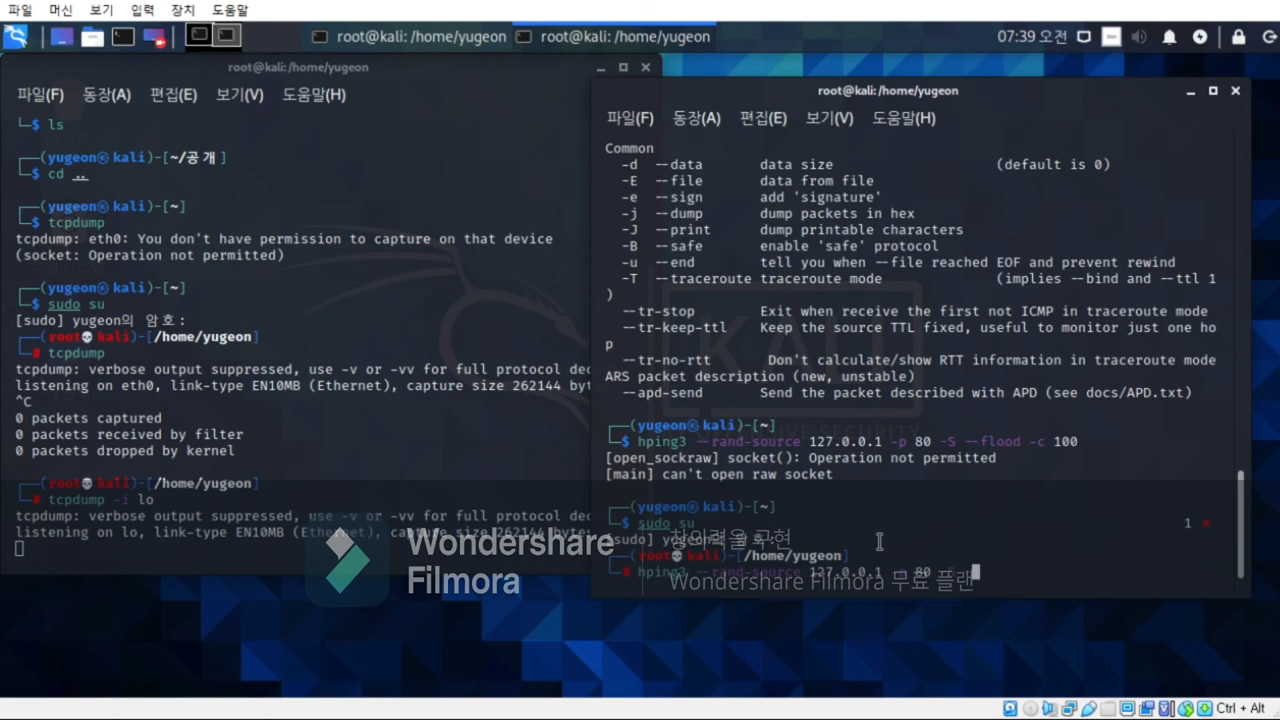 파일 머신 보기 입력 장치 도움말
root@kali: /home/yugeon root@kali: /home/yugeon 07:39 오전
root@kali: /home/yugeon
파일(F) 동장(A) 편집(E) 보기(V) 도움말(H)
└─$ ls
┌──(yugeon㉿kali)-[~/공개]
└─$ cd ..
┌──(yugeon㉿kali)-[~]
└─$ tcpdump
tcpdump: eth0: You don't have permission to capture on that device
(socket: Operation not permitted)
┌──(yugeon㉿kali)-[~]
└─$ sudo su
[sudo] yugeon의 암호:
┌──(root💀kali)-[/home/yugeon]
└─# tcpdump
tcpdump: verbose output suppressed, use -v or -vv for full protocol dec
listening on eth0, link-type EN10MB (Ethernet), capture size 262144 byt
^C
0 packets captured
0 packets received by filter
0 packets dropped by kernel
┌──(root💀kali)-[/home/yugeon]
└─# tcpdump -i lo
tcpdump: verbose output suppressed, use -v or -vv for full protocol dec
listening on lo, link-type EN10MB (Ethernet), capture size 262144 byte
root@kali: /home/yugeon
파일(F) 동장(A) 편집(E) 보기(V) 도움말(H)
Common
-d --data data size (default is 0)
-E --file data from file
-e --sign add 'signature'
-j --dump dump packets in hex
-J --print dump printable characters
-B --safe enable 'safe' protocol
-u --end tell you when --file reached EOF and prevent rewind
-T --traceroute traceroute mode (implies --bind and --ttl 1
)
--tr-stop Exit when receive the first not ICMP in traceroute mode
--tr-keep-ttl Keep the source TTL fixed, useful to monitor just one ho
p
--tr-no-rtt Don't calculate/show RTT information in traceroute mode
ARS packet description (new, unstable)
--apd-send Send the packet described with APD (see docs/APD.txt)
┌──(yugeon㉿kali)-[~]
└─$ hping3 --rand-source 127.0.0.1 -p 80 -S --flood -c 100
[open_sockraw] socket(): Operation not permitted
[main] can't open raw socket
┌──(yugeon㉿kali)-[~]
└─$ sudo su 1 ⨯
[sudo] yugeon의 암호:
┌──(root💀kali)-[/home/yugeon]
└─# hping3 --rand-source 127.0.0.1 -p 80 -S
Wondershare
Filmora
창의력을 구현
Wondershare Filmora 무료 플랜
Ctrl + Alt